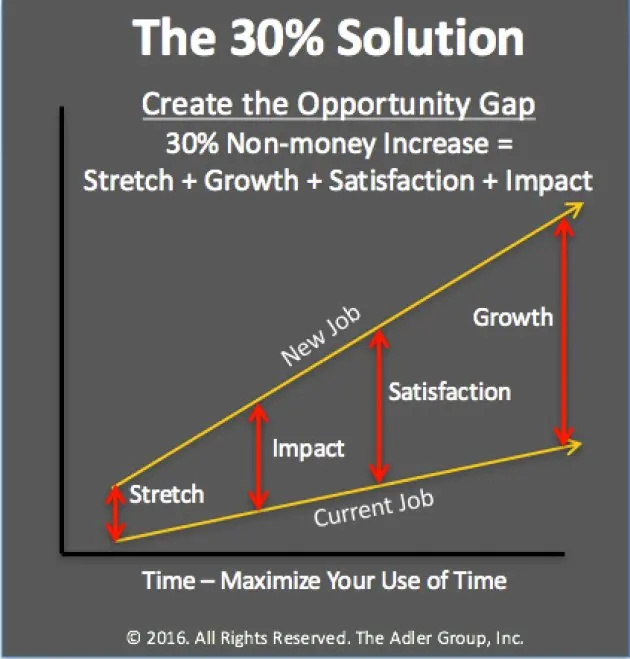 The 30% Solution
Create the Opportunity Gap
30% Non-money Increase =
Stretch + Growth + Satisfaction + Impact
Growth
New Job
Satisfaction
Impact
Stretch
Current Job
Time – Maximize Your Use of Time
© 2016. All Rights Reserved. The Adler Group, Inc.